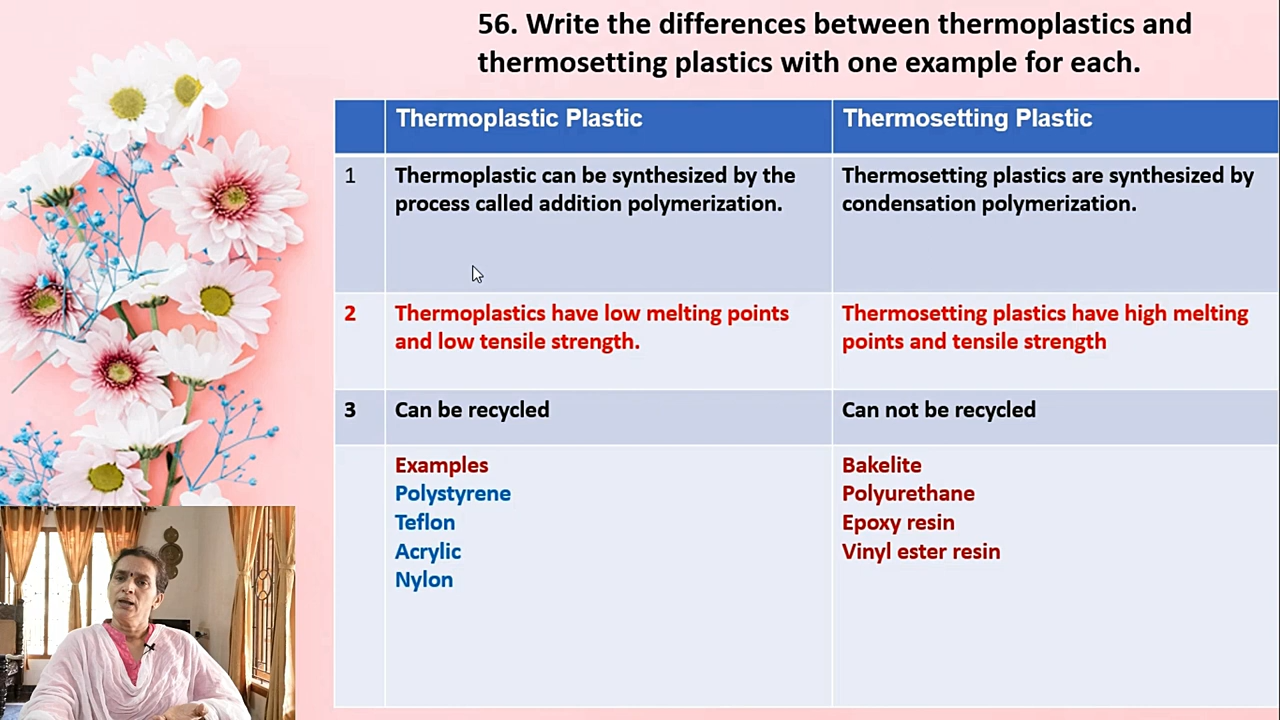 56. Write the differences between thermoplastics and
thermosetting plastics with one example for each.
Thermoplastic Plastic
Thermosetting Plastic
1
Thermoplastic can be synthesized by the
process called addition polymerization.
Thermosetting plastics are synthesized by
condensation polymerization.
2
Thermoplastics have low melting points
and low tensile strength.
Thermosetting plastics have high melting
points and tensile strength
3
Can be recycled
Can not be recycled
Examples
Polystyrene
Teflon
Acrylic
Nylon
Bakelite
Polyurethane
Epoxy resin
Vinyl ester resin